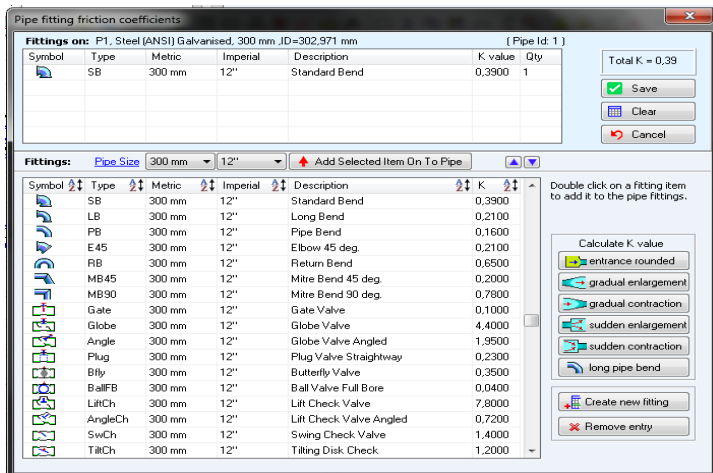 Pipe fitting friction coefficients
Fittings on: P1, Steel (ANSI) Galvanised, 300 mm ,ID=302,971 mm ( Pipe Id: 1 )
Symbol Type Metric Imperial Description K value Qty
SB 300 mm 12" Standard Bend 0,3900 1
Total K = 0,39
Save
Clear
Cancel
Fittings: Pipe Size 300 mm 12" Add Selected Item On To Pipe
Symbol Type Metric Imperial Description K
SB 300 mm 12" Standard Bend 0,3900
LB 300 mm 12" Long Bend 0,2100
PB 300 mm 12" Pipe Bend 0,1600
E45 300 mm 12" Elbow 45 deg. 0,2100
RB 300 mm 12" Return Bend 0,6500
MB45 300 mm 12" Mitre Bend 45 deg. 0,2000
MB90 300 mm 12" Mitre Bend 90 deg. 0,7800
Gate 300 mm 12" Gate Valve 0,1000
Globe 300 mm 12" Globe Valve 4,4000
Angle 300 mm 12" Globe Valve Angled 1,9500
Plug 300 mm 12" Plug Valve Straightway 0,2300
Bfly 300 mm 12" Butterfly Valve 0,3500
BallFB 300 mm 12" Ball Valve Full Bore 0,0400
LiftCh 300 mm 12" Lift Check Valve 7,8000
AngleCh 300 mm 12" Lift Check Valve Angled 0,7200
SwCh 300 mm 12" Swing Check Valve 1,4000
TiltCh 300 mm 12" Tilting Disk Check 1,2000
Double click on a fitting item
to add it to the pipe fittings.
Calculate K value
entrance rounded
gradual enlargement
gradual contraction
sudden enlargement
sudden contraction
long pipe bend
Create new fitting
Remove entry